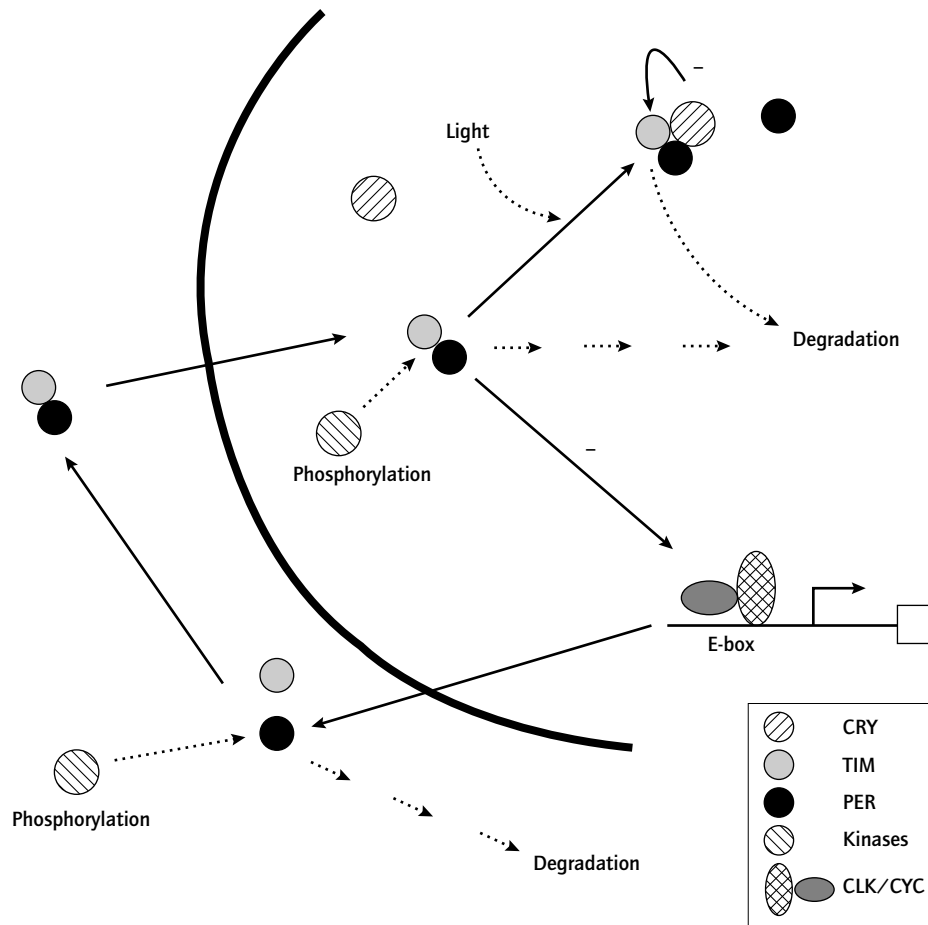 –
Light
Degradation
Phosphorylation
–
E-box
Phosphorylation
Degradation
CRY
TIM
PER
Kinases
CLK/CYC